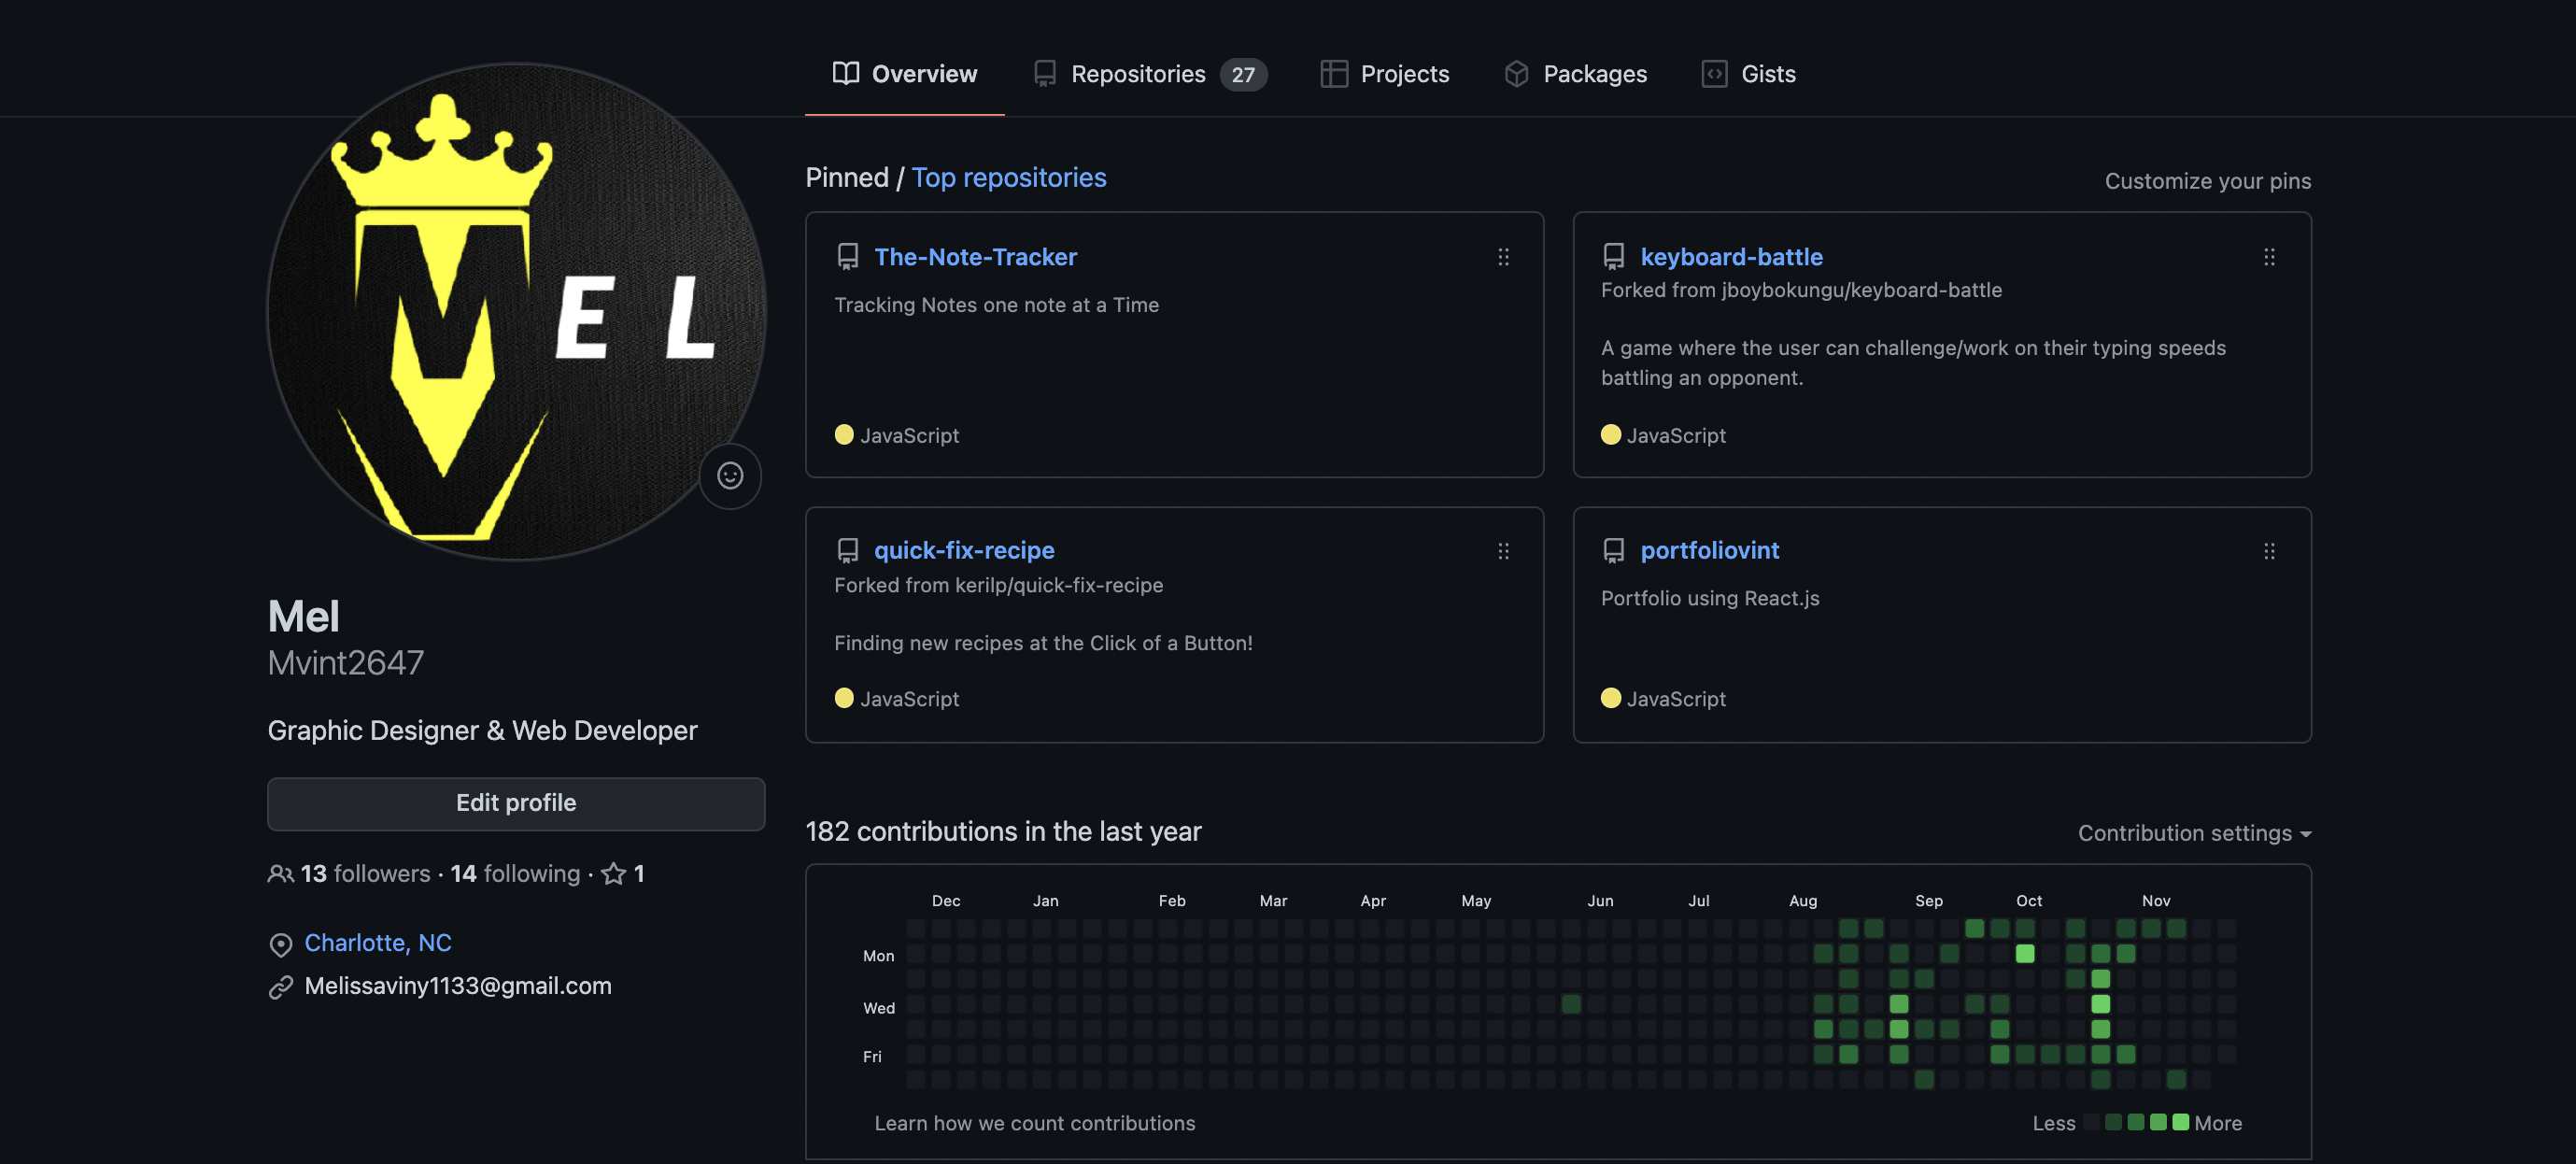 Overview Repositories 27 Projects Packages Gists
M E L
Mel
Mvint2647
Graphic Designer & Web Developer
Edit profile
13 followers · 14 following · 1
Charlotte, NC
Melissaviny1133@gmail.com
Pinned / Top repositories
Customize your pins
The-Note-Tracker
Tracking Notes one note at a Time
JavaScript
keyboard-battle
Forked from jboybokungu/keyboard-battle
A game where the user can challenge/work on their typing speeds
battling an opponent.
JavaScript
quick-fix-recipe
Forked from kerilp/quick-fix-recipe
Finding new recipes at the Click of a Button!
JavaScript
portfoliovint
Portfolio using React.js
JavaScript
182 contributions in the last year
Contribution settings
Dec Jan Feb Mar Apr May Jun Jul Aug Sep Oct Nov
Mon
Wed
Fri
Learn how we count contributions
Less More